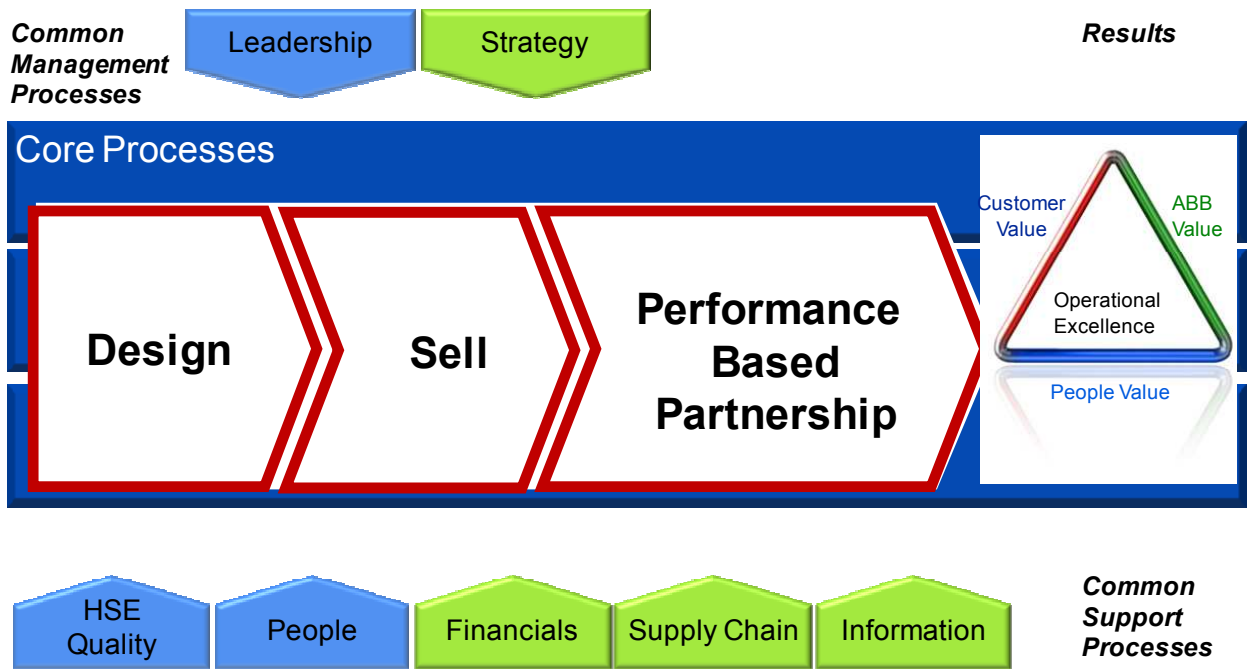 Common
Management
Processes
Leadership
Strategy
Results
Core Processes
Design
Sell
Performance
Based
Partnership
Customer
Value
ABB
Value
Operational
Excellence
People Value
HSE
Quality
People
Financials
Supply Chain
Information
Common
Support
Processes